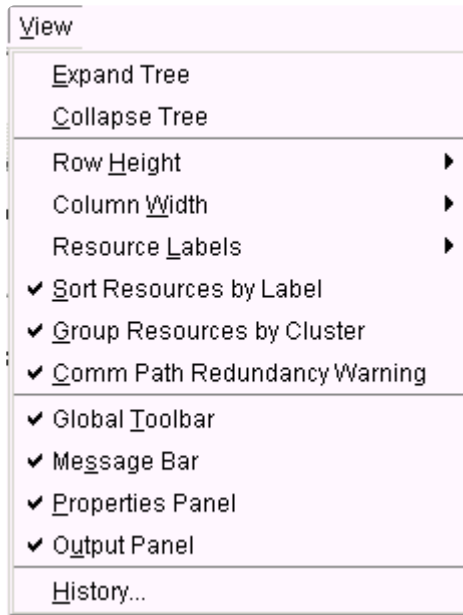 View
Expand Tree
Collapse Tree
Row Height
Column Width
Resource Labels
Sort Resources by Label
Group Resources by Cluster
Comm Path Redundancy Warning
Global Toolbar
Message Bar
Properties Panel
Output Panel
History...